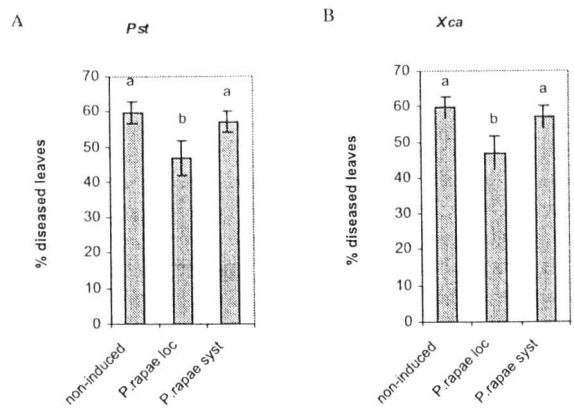 A
Pst
% diseased leaves
70
60
50
40
30
20
10
0
a
b
a
non-induced
P.rapae loc
P.rapae syst
B
Xca
% diseased leaves
70
60
50
40
30
20
10
0
a
b
a
non-induced
P.rapae loc
P.rapae syst